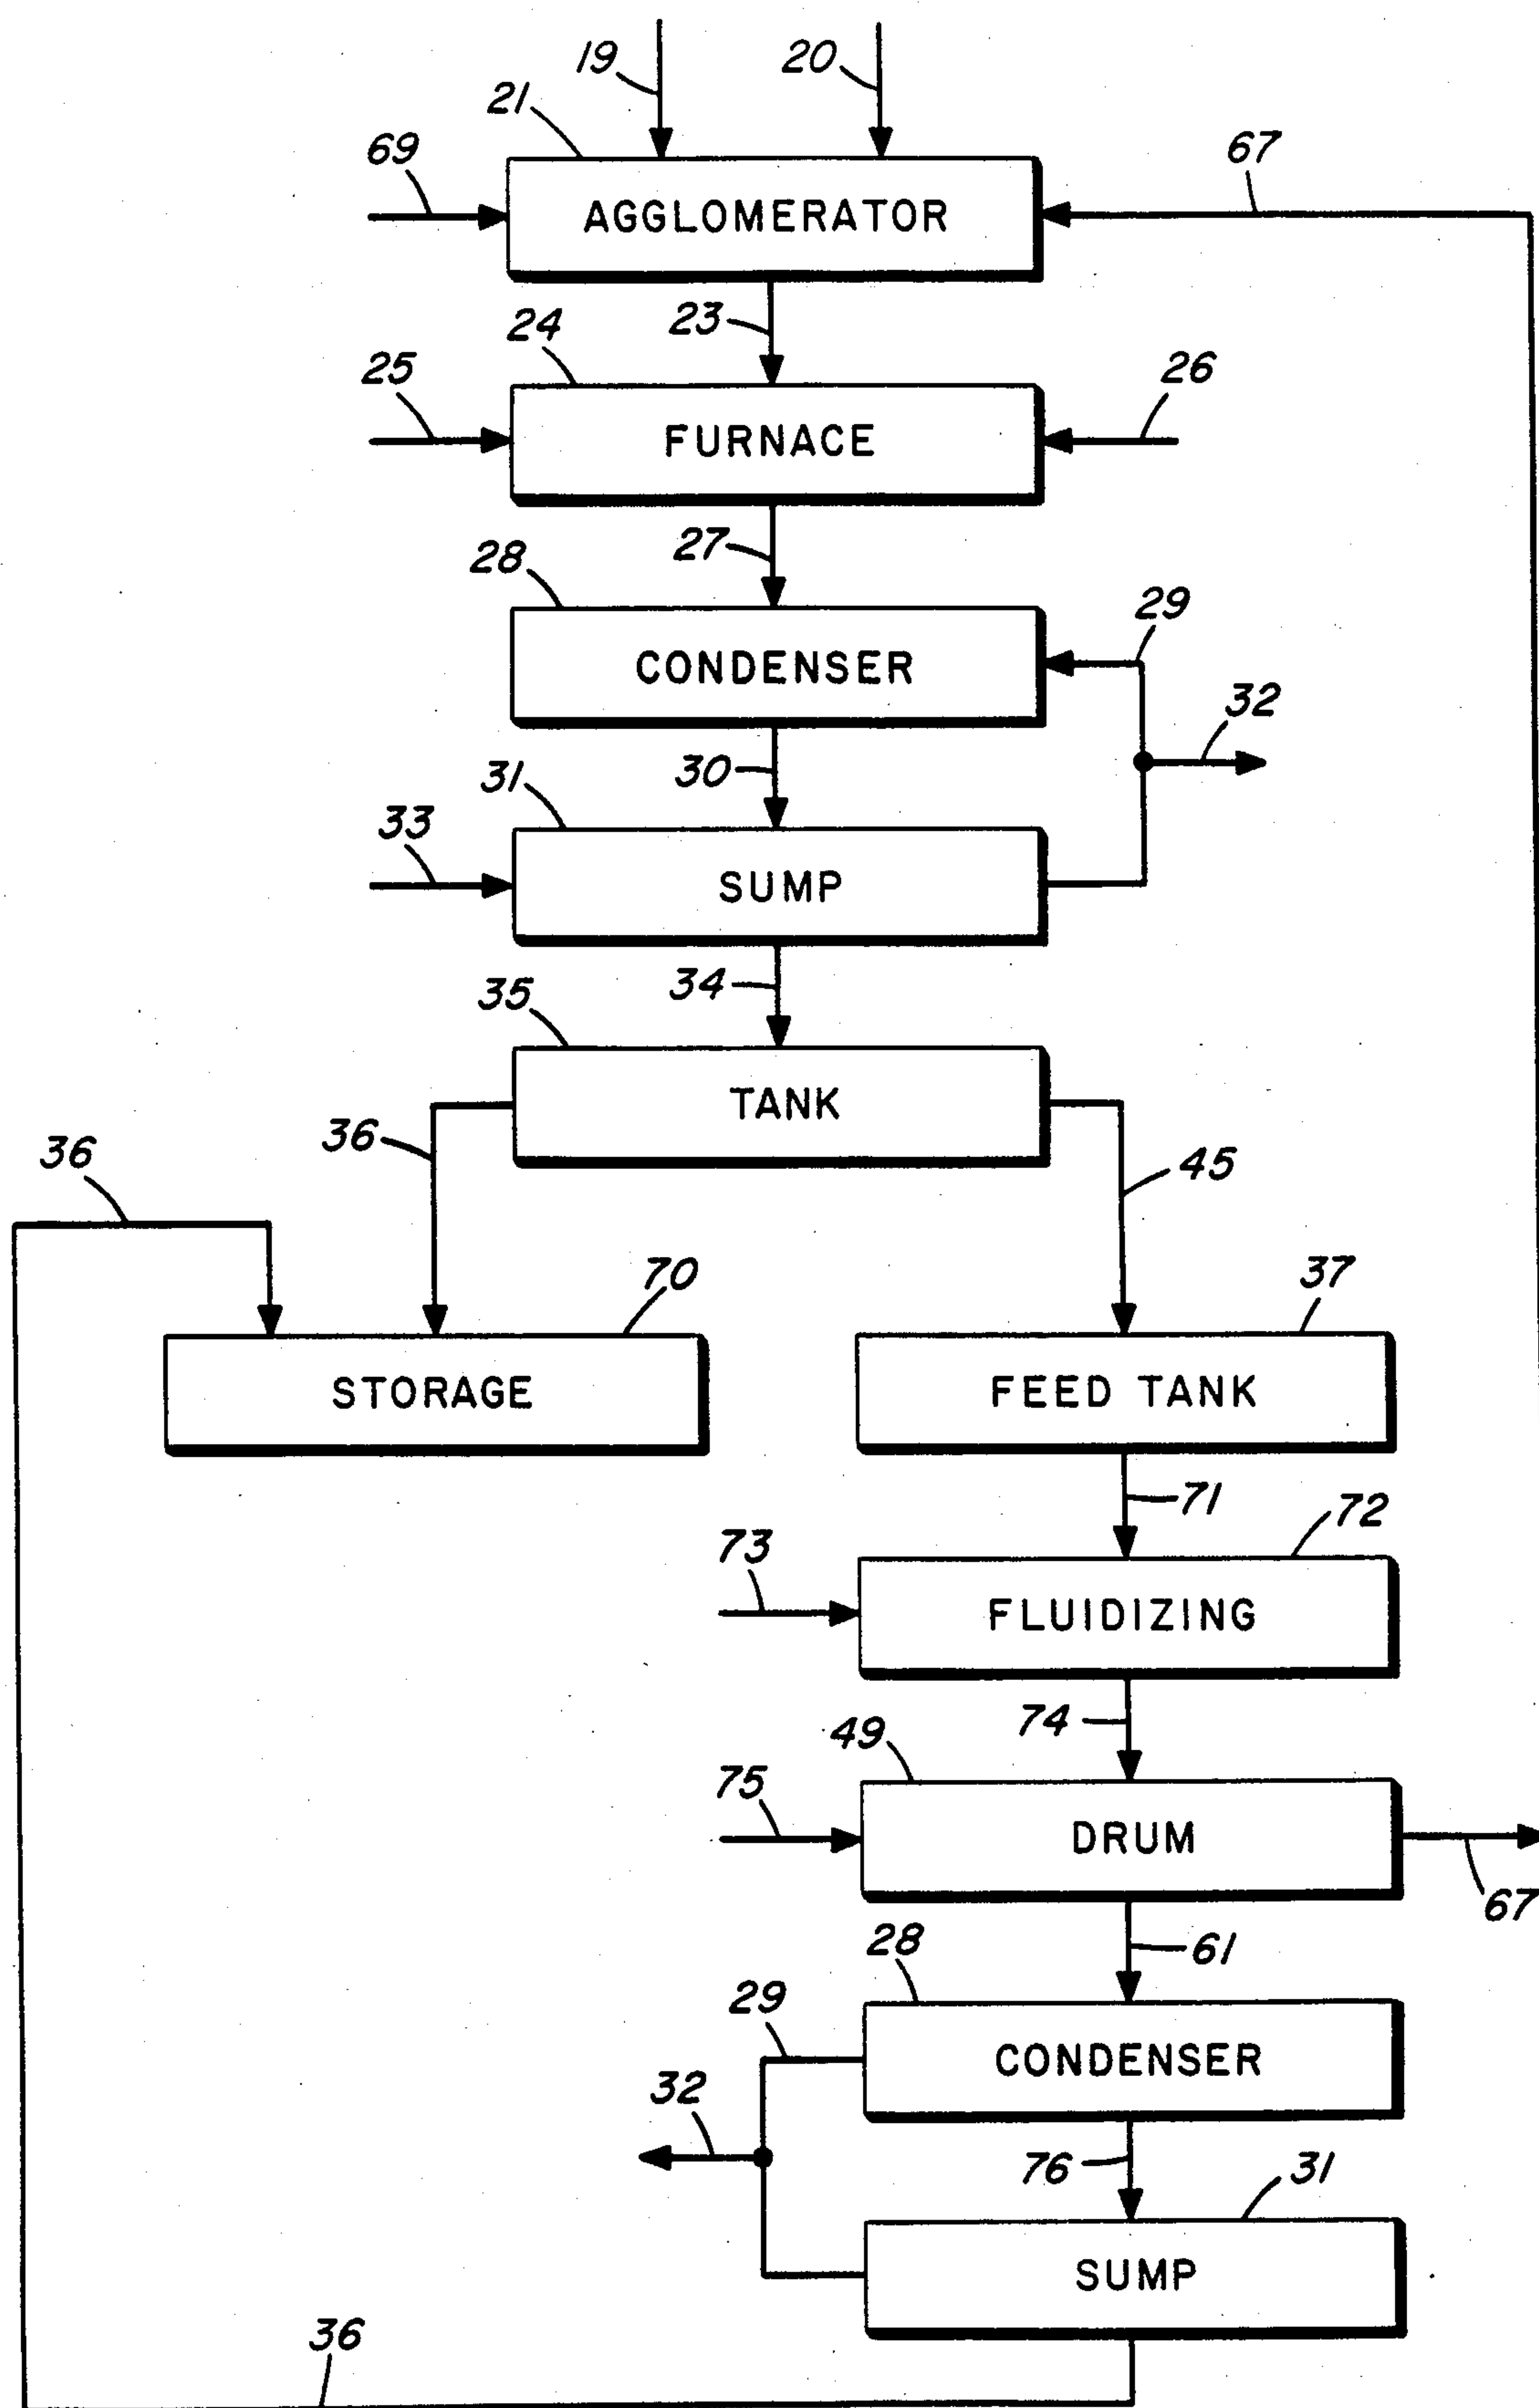 19 20
21
69 67
AGGLOMERATOR
23
24
25 26
FURNACE
27
28
29
CONDENSER
32
30
31
33
SUMP
34
35
TANK
36 36 45
70 37
STORAGE FEED TANK
71
72
73
FLUIDIZING
74
49
75
DRUM
67
61
28
29
CONDENSER
32
76 31
SUMP
36